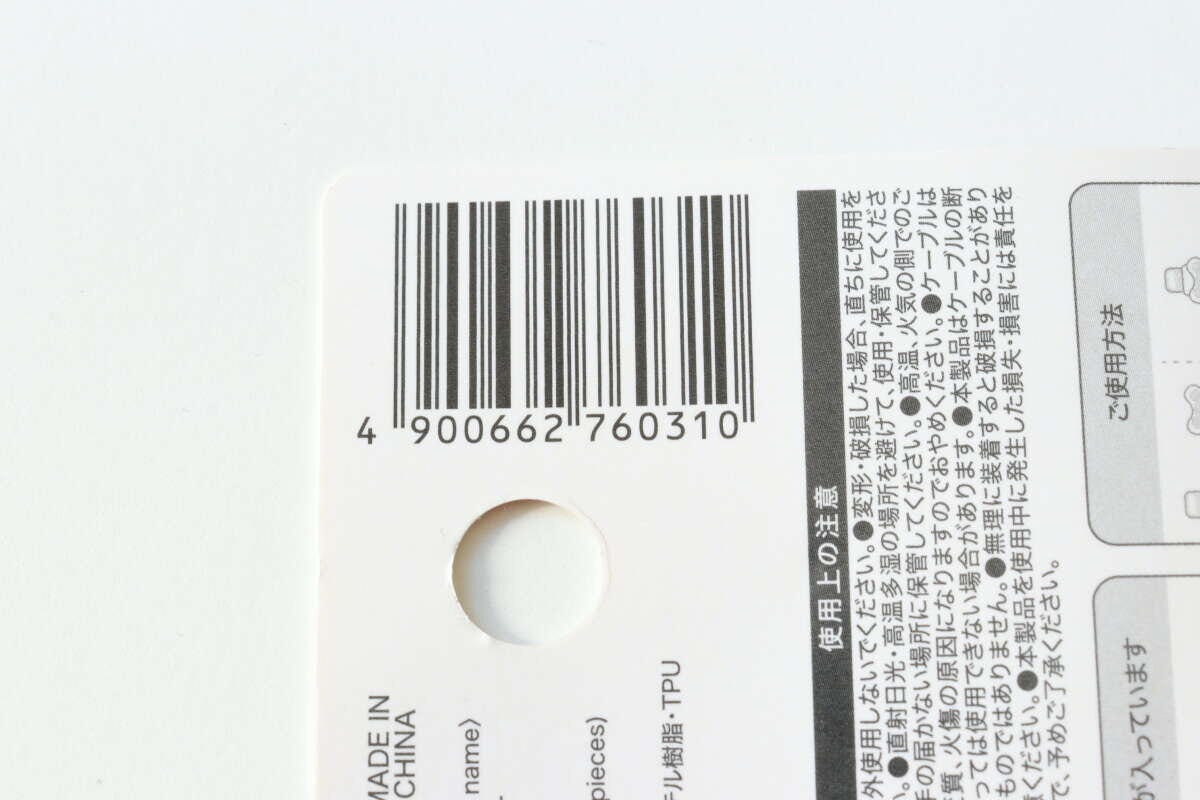 4 900662 760310
MADE IN
CHINA
name〉
pieces)
ル樹脂・TPU
使用上の注意
外使用しないでください。●変形・破損した場合、直ちに使用を
い。●直射日光・高温多湿の場所を避けて、使用・保管してくださ
手の届かない場所に保管してください。●高温、火気の側でのご
質、火傷の原因になりますのでおやめください。●ケーブルは
っては使用できない場合があります。●本製品はケーブルの断
ものではありません。●無理に装着すると破損することがあり
ください。●本製品を使用中に発生した損失・損害には責任を
で、予めご了承ください。
ご使用方法
が入っています